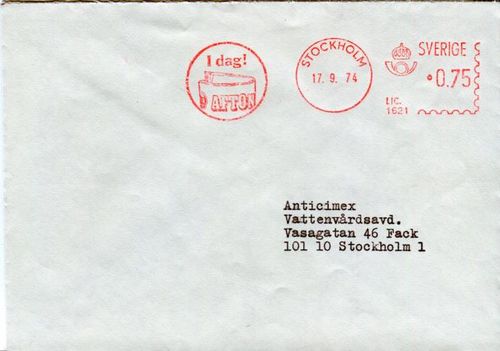 I dag!
AFTON
STOCKHOLM
17. 9. 74
SVERIGE
0.75
LIC.
1621
Anticimex
Vattenvårdsavd.
Vasagatan 46 Fack
101 10 Stockholm 1